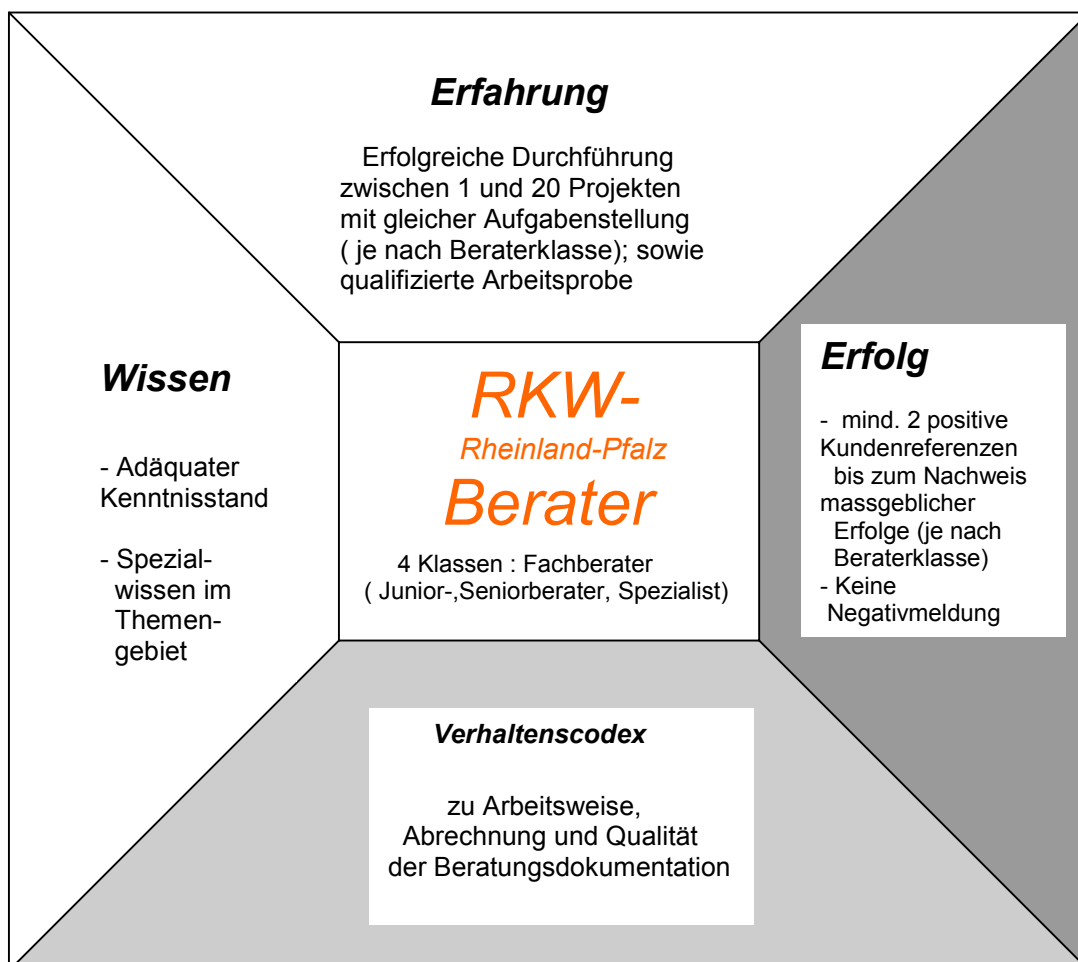 Erfahrung
Erfolgreiche Durchführung
zwischen 1 und 20 Projekten
mit gleicher Aufgabenstellung
( je nach Beraterklasse); sowie
qualifizierte Arbeitsprobe
Wissen
- Adäquater
Kenntnisstand
- Spezial-
wissen im
Themen-
gebiet
RKW-
Rheinland-Pfalz
Berater
4 Klassen : Fachberater
( Junior-,Seniorberater, Spezialist)
Erfolg
- mind. 2 positive
Kundenreferenzen
bis zum Nachweis
massgeblicher
Erfolge (je nach
Beraterklasse)
- Keine
Negativmeldung
Verhaltenscodex
zu Arbeitsweise,
Abrechnung und Qualität
der Beratungsdokumentation